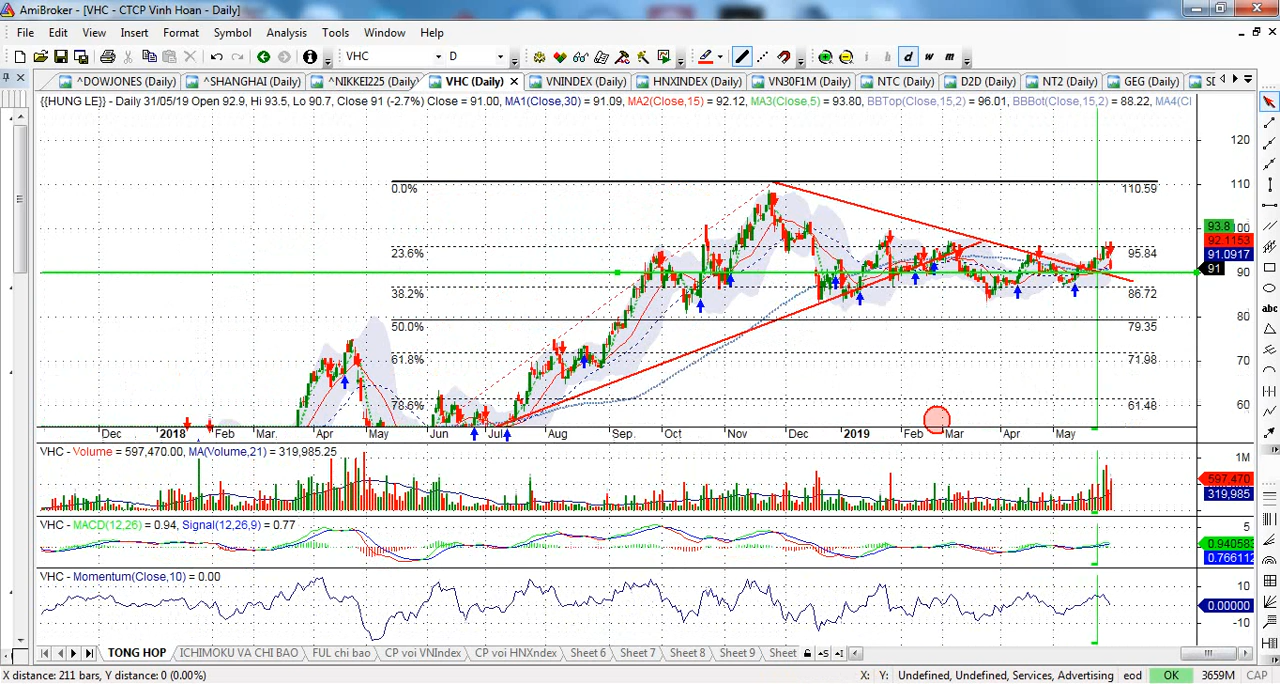 AmiBroker - [VHC - CTCP Vinh Hoan - Daily]
File Edit View Insert Format Symbol Analysis Tools Window Help
VHC D d w m
^DOWJONES (Daily) ^SHANGHAI (Daily) ^NIKKEI225 (Daily) VHC (Daily) VNINDEX (Daily) HNXINDEX (Daily) VN30F1M (Daily) NTC (Daily) D2D (Daily) NT2 (Daily) GEG (Daily)
{{HUNG LE}} - Daily 31/05/19 Open 92.9, Hi 93.5, Lo 90.7, Close 91 (-2.7%) Close = 91.00, MA1(Close,30) = 91.09, MA2(Close,15) = 92.12, MA3(Close,5) = 93.80, BBTop(Close,15,2) = 96.01, BBBot(Close,15,2) = 88.22, MA4(Cl
abc
120
0.0% 110.59 110
100
93.8
92.1153
23.6% 95.84 91.0917
91
90
38.2% 86.72
80
50.0% 79.35
61.8% 71.98 70
78.6% 61.46 60
Dec 2018 Feb Mar Apr May Jun Jul Aug Sep Oct Nov Dec 2019 Feb Mar Apr May
VHC - Volume = 597,470.00, MA(Volume,21) = 319,985.25 1M
597,470
319,985
VHC - MACD(12,26) = 0.94, Signal(12,26,9) = 0.77 5
0.940583
0.766112
VHC - Momentum(Close,10) = 0.00 10
0.00000
-10
TONG HOP ICHIMOKU VA CHI BAO FUL chi bao CP voi VNIndex CP voi HNXndex Sheet 6 Sheet 7 Sheet 8 Sheet 9 Sheet
X distance: 211 bars, Y distance: 0 (0.00%) X: Y: Undefined, Undefined, Services, Advertising eod OK 3659M CAP